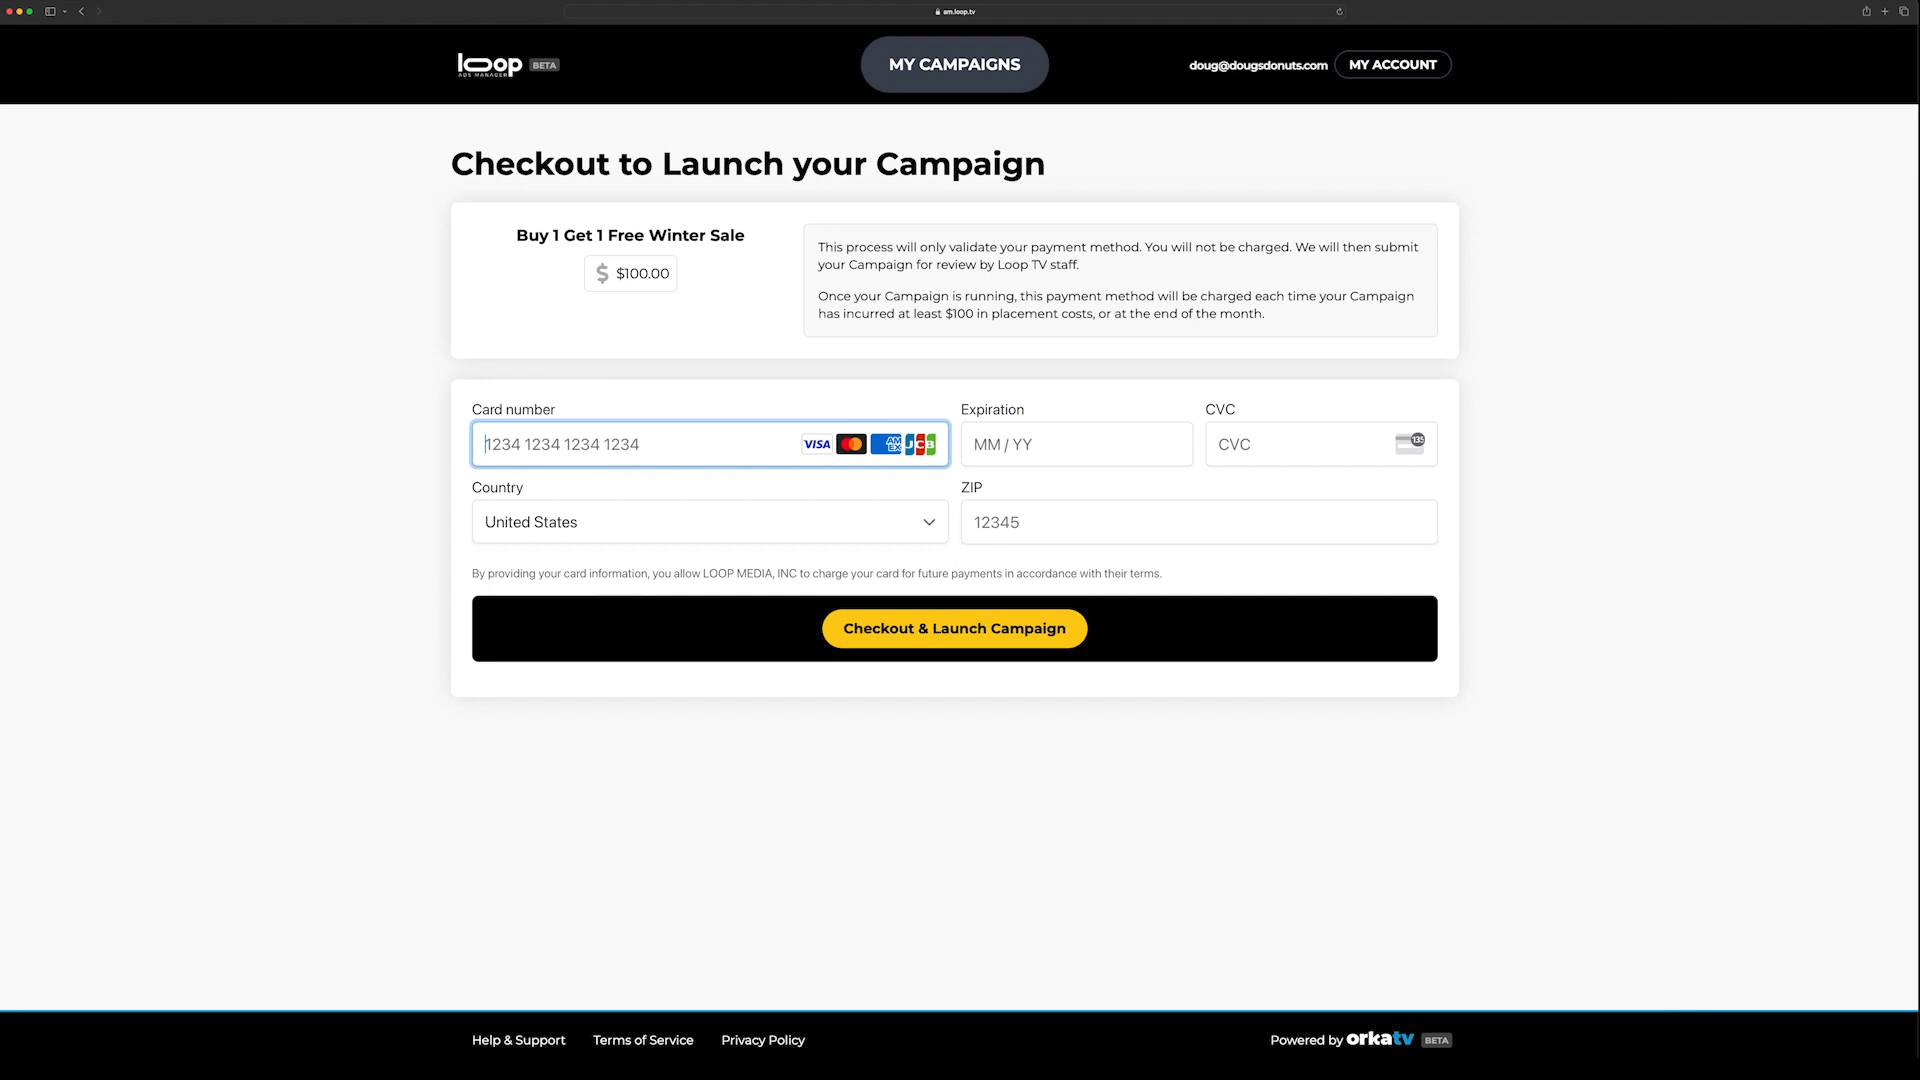 am.loop.tv
loop
ADS MANAGER
BETA
MY CAMPAIGNS
doug@dougsdonuts.com
MY ACCOUNT
Checkout to Launch your Campaign
Buy 1 Get 1 Free Winter Sale
$ $100.00
This process will only validate your payment method. You will not be charged. We will then submit
your Campaign for review by Loop TV staff.
Once your Campaign is running, this payment method will be charged each time your Campaign
has incurred at least $100 in placement costs, or at the end of the month.
Card number
1234 1234 1234 1234
VISA
AM
EX
JCB
Expiration
MM / YY
CVC
CVC
135
Country
United States
ZIP
12345
By providing your card information, you allow LOOP MEDIA, INC to charge your card for future payments in accordance with their terms.
Checkout & Launch Campaign
Help & Support
Terms of Service
Privacy Policy
Powered by orkatv BETA